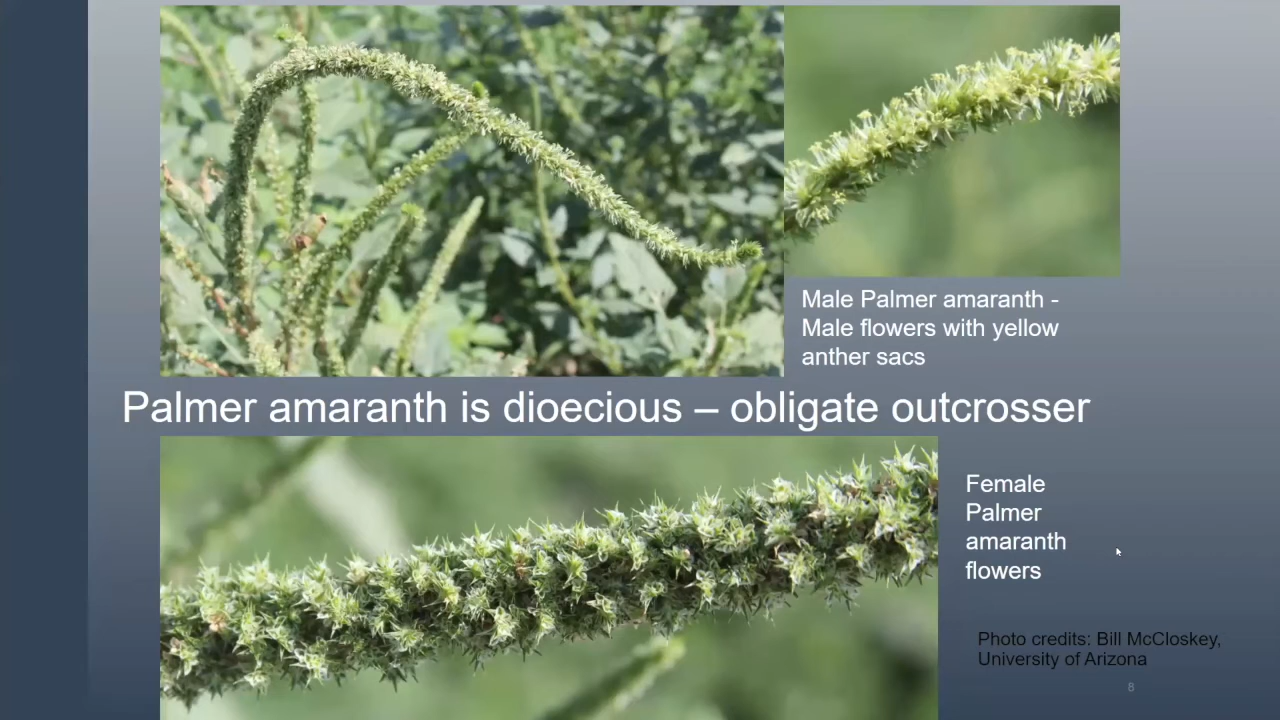 Male Palmer amaranth -
Male flowers with yellow
anther sacs
Palmer amaranth is dioecious – obligate outcrosser
Female
Palmer
amaranth
flowers
Photo credits: Bill McCloskey,
University of Arizona
8